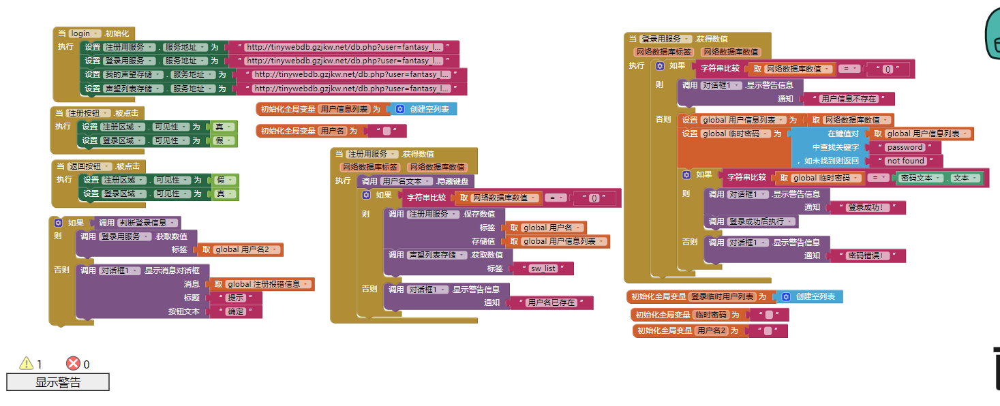 当 login .初始化
执行 设置 注册用服务 . 服务地址 为 " http://tinywebdb.gzjkw.net/db.php?user=fantasy_l... "
设置 登录用服务 . 服务地址 为 " http://tinywebdb.gzjkw.net/db.php?user=fantasy_l... "
设置 我的声望存储 . 服务地址 为 " http://tinywebdb.gzjkw.net/db.php?user=fantasy_l... "
设置 声望列表存储 . 服务地址 为 " http://tinywebdb.gzjkw.net/db.php?user=fantasy_l... "
当 注册按钮 .被点击
执行 设置 注册区域 . 可见性 为 真
设置 登录区域 . 可见性 为 假
当 返回按钮 .被点击
执行 设置 注册区域 . 可见性 为 假
设置 登录区域 . 可见性 为 真
如果 调用 判断登录信息
则 调用 登录用服务 .获取数值
标签 取 global 用户名2
否则 调用 对话框1 .显示消息对话框
消息 取 global 注册报错信息
标题 " 提示 "
按钮文本 " 确定 "
初始化全局变量 用户信息列表 为 创建空列表
初始化全局变量 用户名 为 " "
当 注册用服务 .获得数值
网络数据库标签 网络数据库数值
执行 调用 用户名文本 .隐藏键盘
如果 字符串比较 取 网络数据库数值 = " () "
则 调用 注册用服务 .保存数值
标签 取 global 用户名
存储值 取 global 用户信息列表
调用 声望列表存储 .获取数值
标签 " sw_list "
否则 调用 对话框1 .显示警告信息
通知 " 用户名已存在 "
当 登录用服务 .获得数值
网络数据库标签 网络数据库数值
执行 如果 字符串比较 取 网络数据库数值 = " () "
则 调用 对话框1 .显示警告信息
通知 " 用户信息不存在 "
否则 设置 global 用户信息列表 为 取 网络数据库数值
设置 global 临时密码 为 在键值对 取 global 用户信息列表
中查找关键字 " password "
，如未找到则返回 " not found "
如果 字符串比较 取 global 临时密码 = 密码文本 . 文本
则 调用 对话框1 .显示警告信息
通知 " 登录成功！ "
调用 登录成功后执行
否则 调用 对话框1 .显示警告信息
通知 " 密码错误！ "
初始化全局变量 登录临时用户列表 为 创建空列表
初始化全局变量 临时密码 为 " "
初始化全局变量 用户名2 为 " "
1 0
显示警告